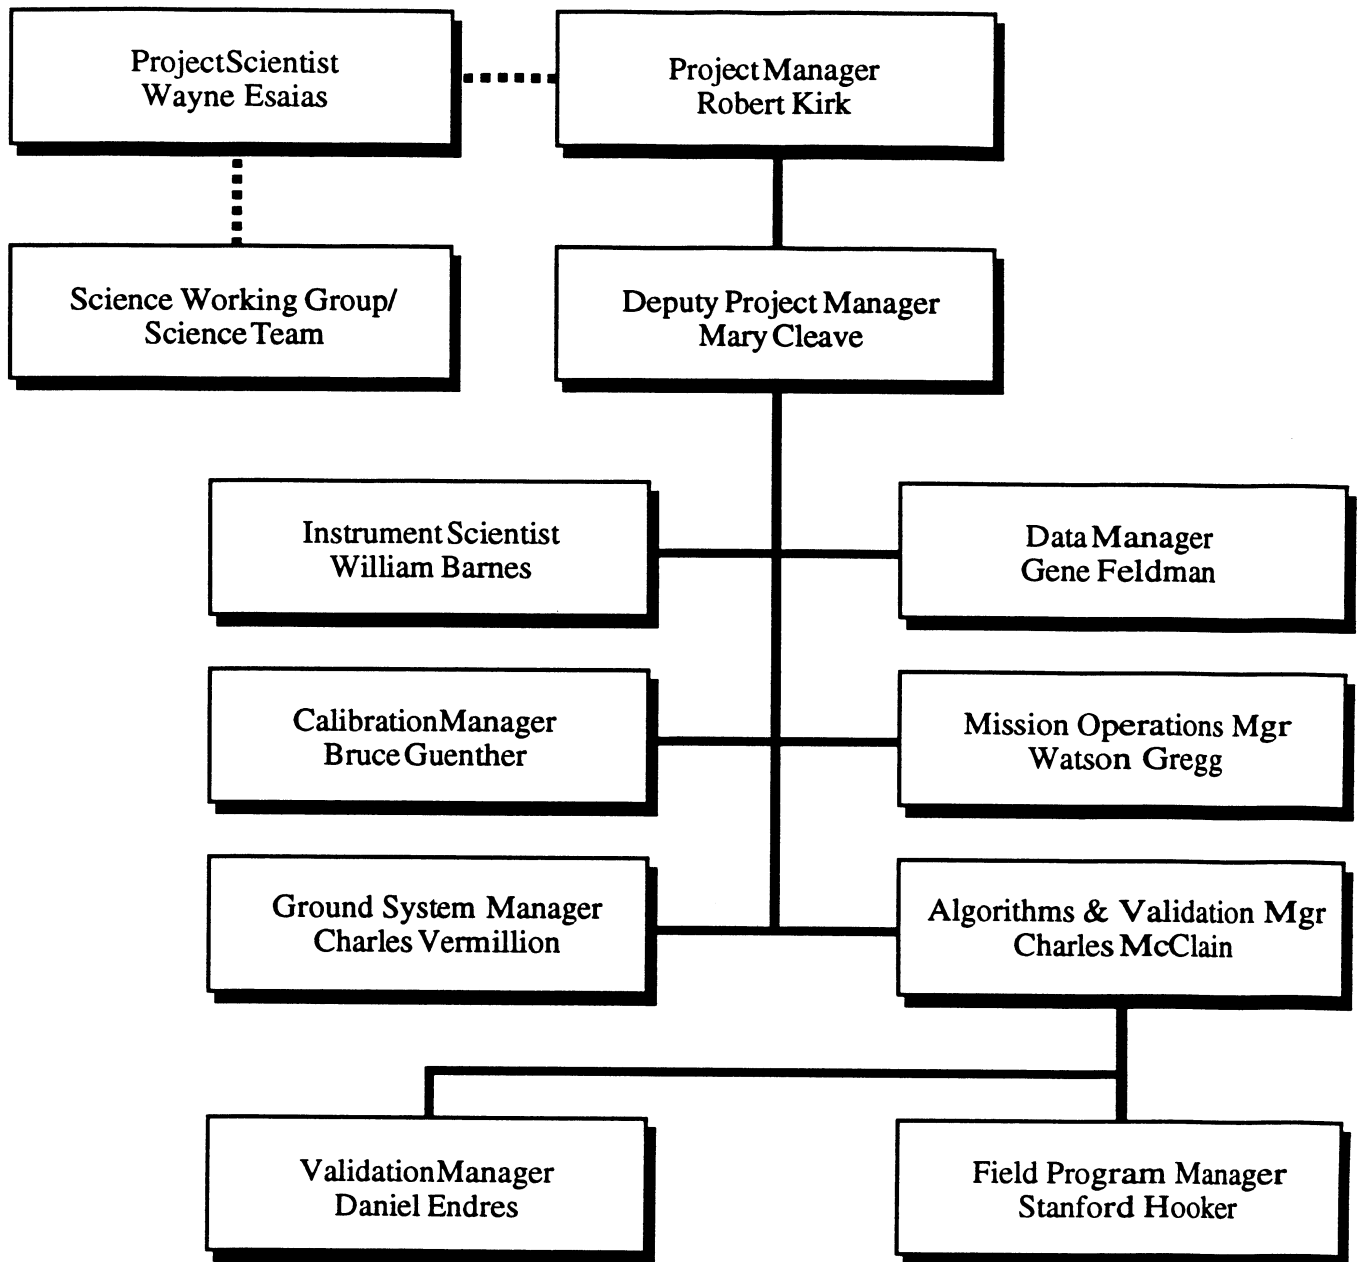 Project Scientist
Wayne Esaias
Project Manager
Robert Kirk
Science Working Group/
Science Team
Deputy Project Manager
Mary Cleave
Instrument Scientist
William Barnes
Data Manager
Gene Feldman
Calibration Manager
Bruce Guenther
Mission Operations Mgr
Watson Gregg
Ground System Manager
Charles Vermillion
Algorithms & Validation Mgr
Charles McClain
Validation Manager
Daniel Endres
Field Program Manager
Stanford Hooker